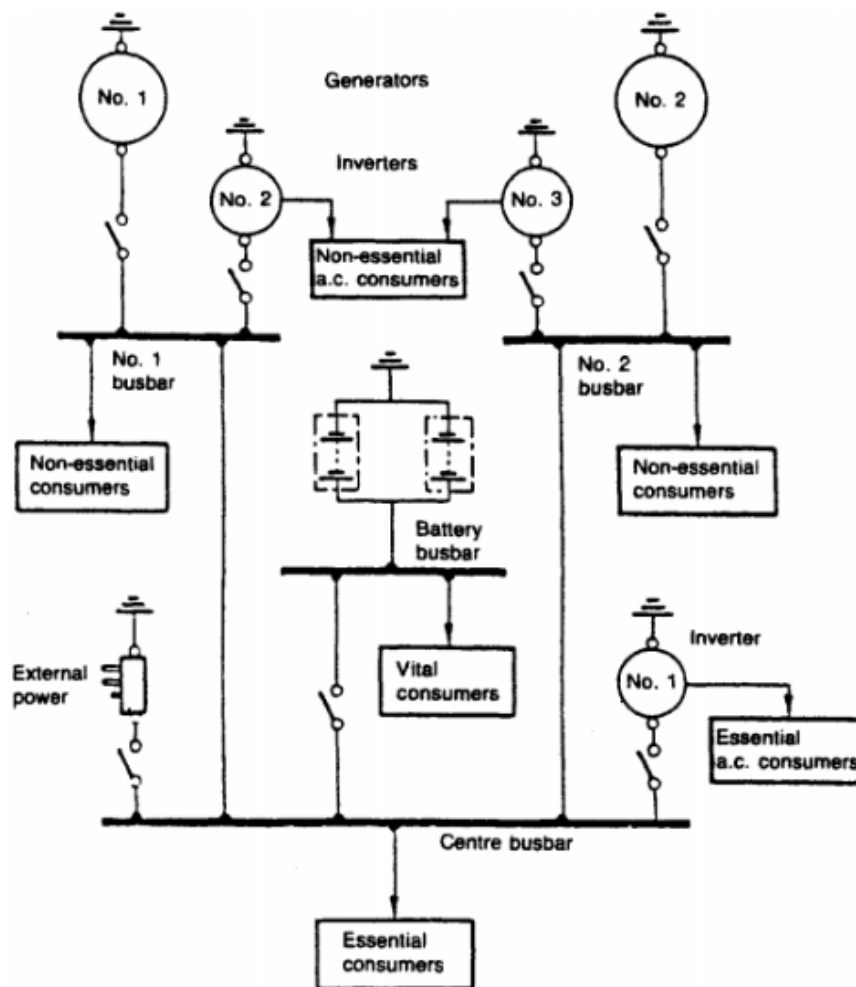 No. 1
Generators
No. 2
Inverters
No. 2
No. 3
Non-essential
a.c. consumers
No. 1
busbar
No. 2
busbar
Non-essential
consumers
Non-essential
consumers
Battery
busbar
External
power
Vital
consumers
Inverter
No. 1
Essential
a.c. consumers
Centre busbar
Essential
consumers